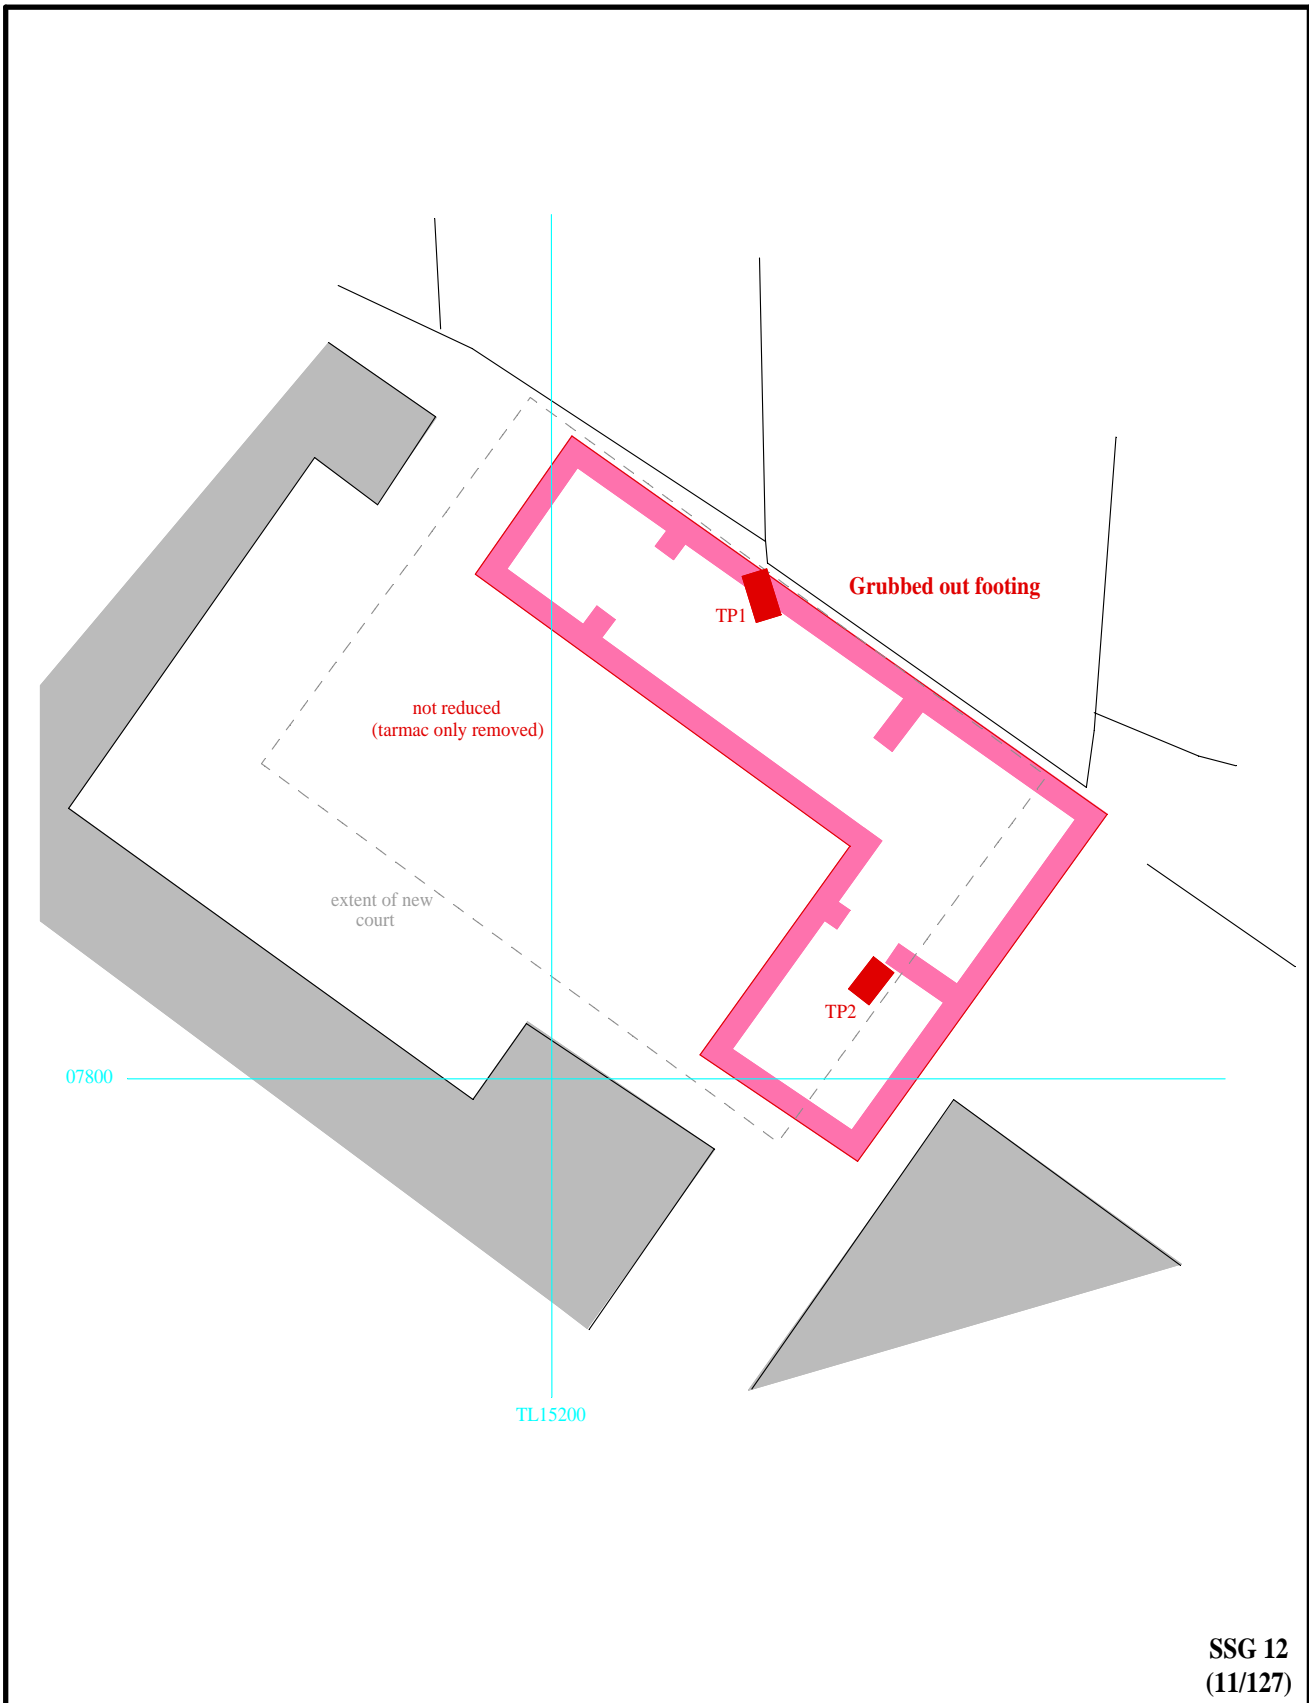 Grubbed out footing
TP1
not reduced
(tarmac only removed)
extent of new
court
TP2
07800
TL15200
SSG 12
(11/127)